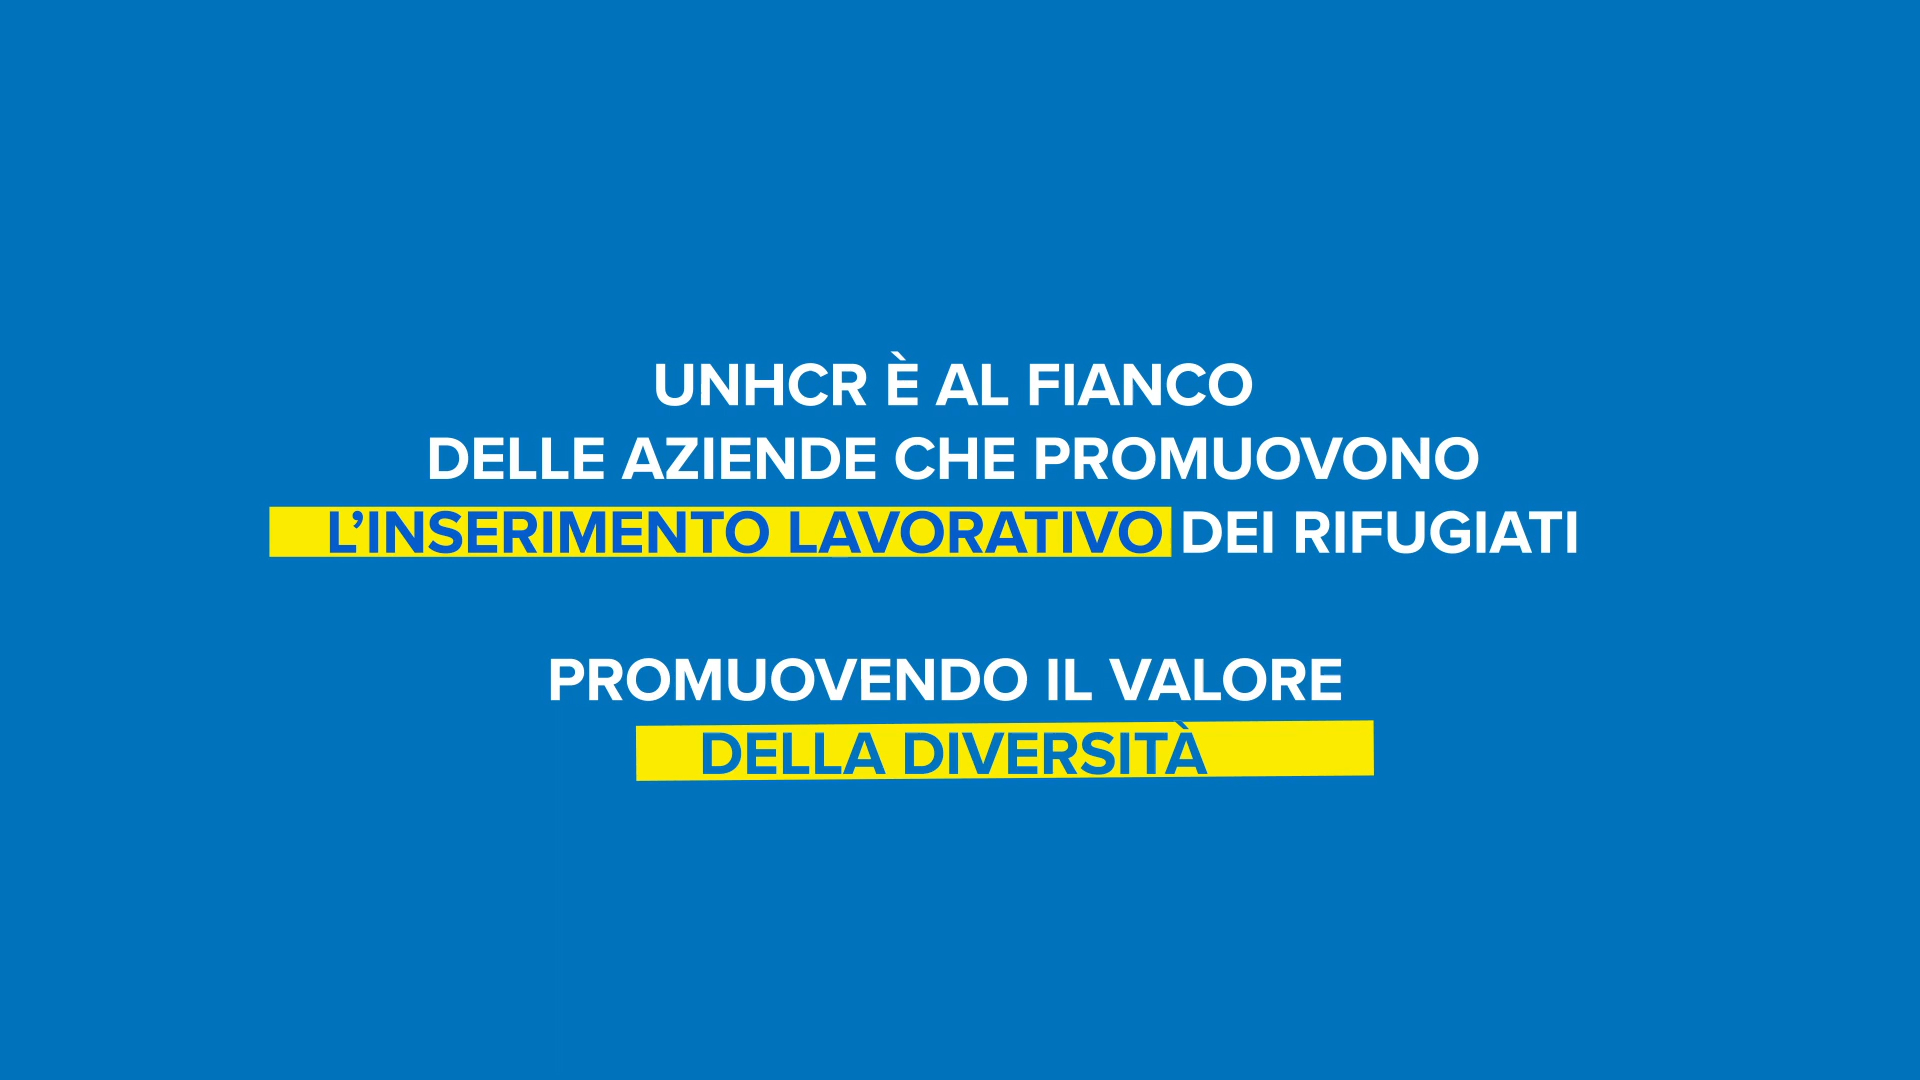 UNHCR È AL FIANCO
DELLE AZIENDE CHE PROMUOVONO
L’INSERIMENTO LAVORATIVO DEI RIFUGIATI
PROMUOVENDO IL VALORE
DELLA DIVERSITÀ